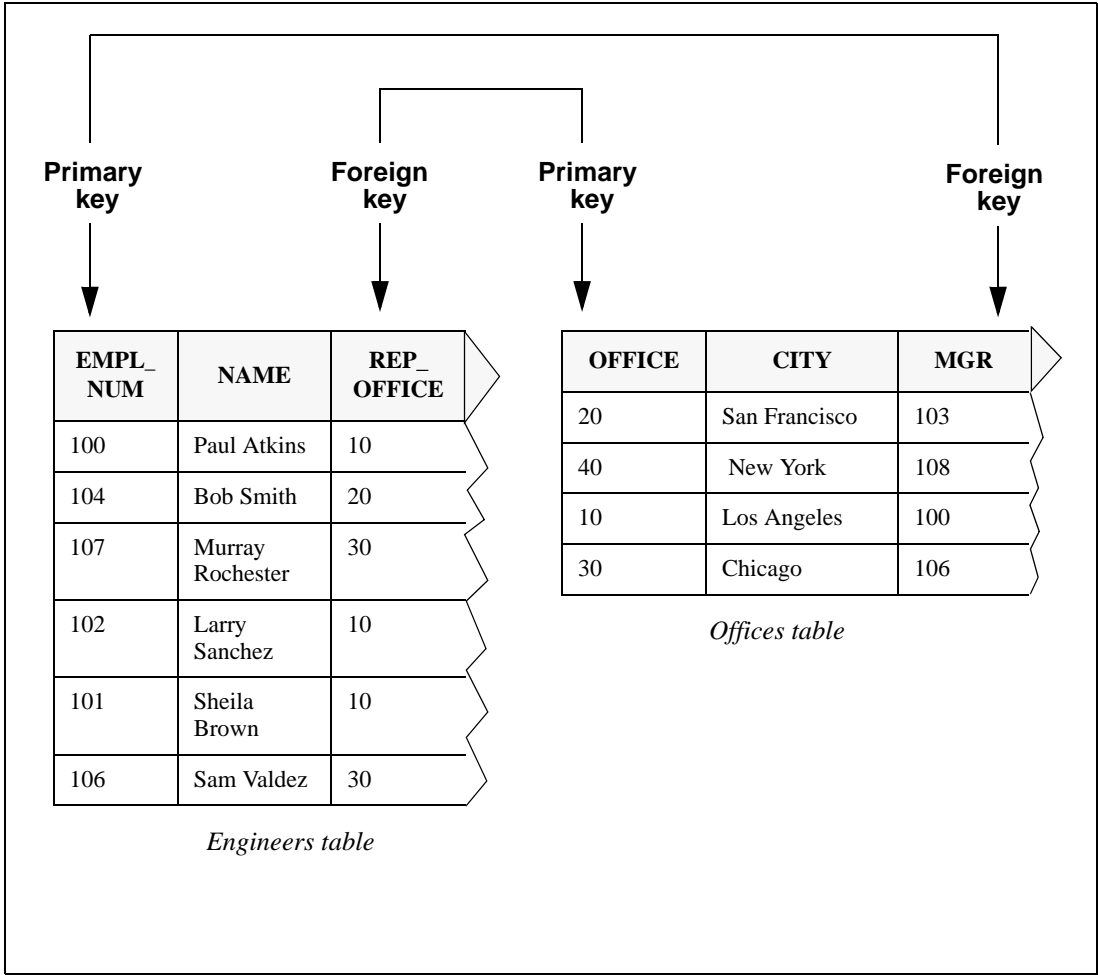 Primary key
Foreign key
Primary key
Foreign key
EMPL_ NUM NAME REP_ OFFICE
100 Paul Atkins 10
104 Bob Smith 20
107 Murray Rochester 30
102 Larry Sanchez 10
101 Sheila Brown 10
106 Sam Valdez 30
Engineers table
OFFICE CITY MGR
20 San Francisco 103
40 New York 108
10 Los Angeles 100
30 Chicago 106
Offices table